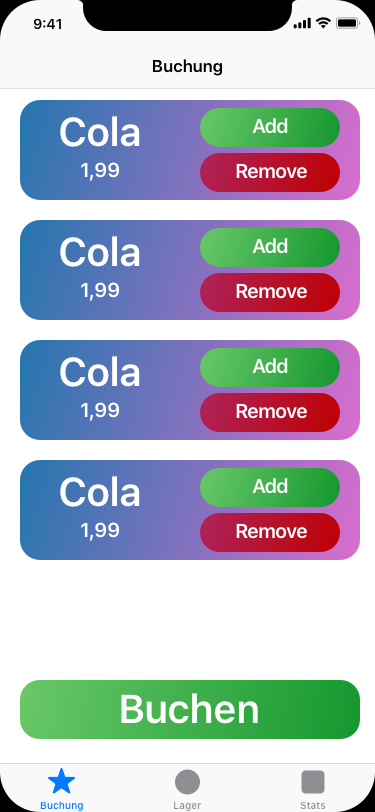 9:41
Buchung
Cola
1,99
Add
Remove
Cola
1,99
Add
Remove
Cola
1,99
Add
Remove
Cola
1,99
Add
Remove
Buchen
Buchung
Lager
Stats